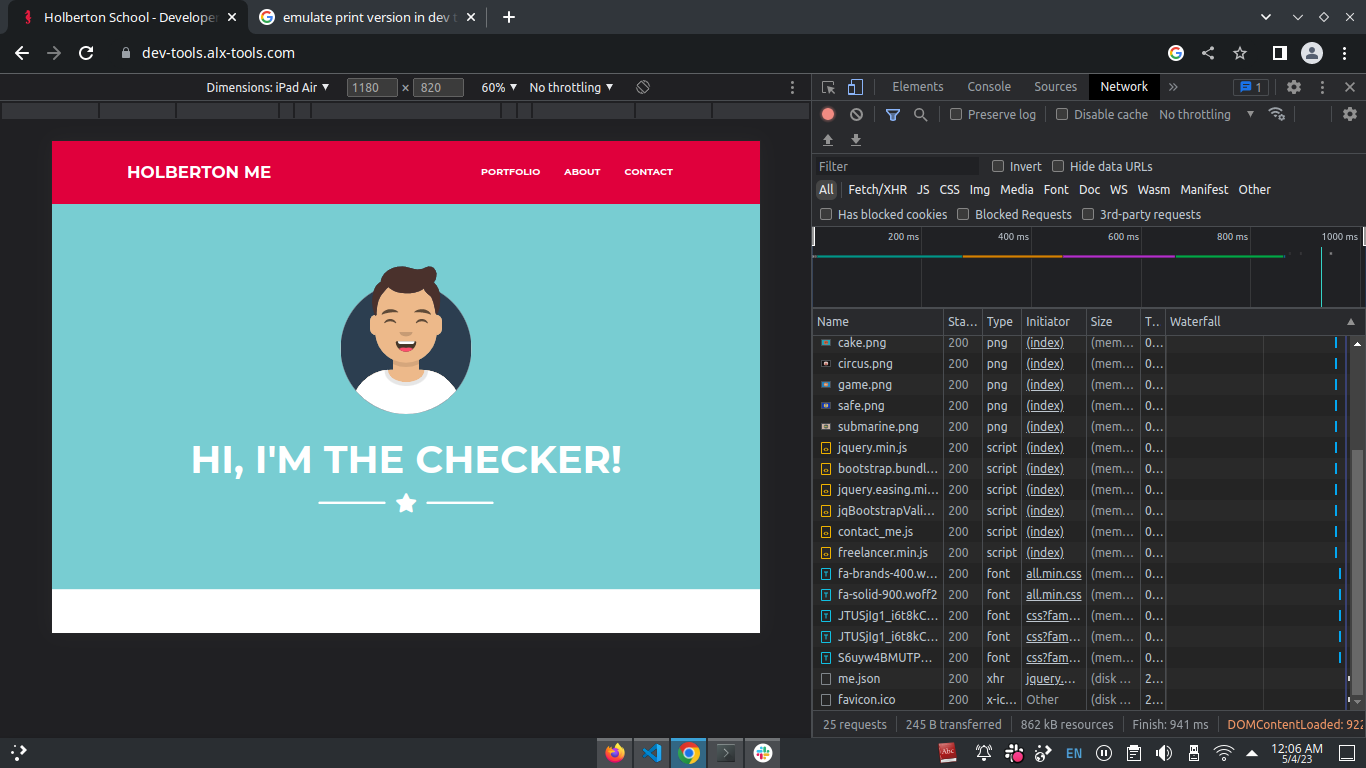 Holberton School - Develope
emulate print version in dev t
dev-tools.alx-tools.com
Dimensions: iPad Air 1180 × 820 60% No throttling
Elements Console Sources Network » 1
Preserve log Disable cache No throttling
Filter Invert Hide data URLs
All Fetch/XHR JS CSS Img Media Font Doc WS Wasm Manifest Other
Has blocked cookies Blocked Requests 3rd-party requests
200 ms 400 ms 600 ms 800 ms 1000 ms
HOLBERTON ME PORTFOLIO ABOUT CONTACT
HI, I'M THE CHECKER!
Name Sta... Type Initiator Size T.. Waterfall
cake.png 200 png (index) (mem... 0...
circus.png 200 png (index) (mem... 0...
game.png 200 png (index) (mem... 0...
safe.png 200 png (index) (mem... 0...
submarine.png 200 png (index) (mem... 0...
jquery.min.js 200 script (index) (mem... 0...
bootstrap.bundl... 200 script (index) (mem... 0...
jquery.easing.mi... 200 script (index) (mem... 0...
jqBootstrapVali... 200 script (index) (mem... 0...
contact_me.js 200 script (index) (mem... 0...
freelancer.min.js 200 script (index) (mem... 0...
fa-brands-400.w... 200 font all.min.css (mem... 0...
fa-solid-900.woff2 200 font all.min.css (mem... 0...
JTUSjIg1_i6t8kC... 200 font css?fam... (mem... 0...
JTUSjIg1_i6t8kC... 200 font css?fam... (mem... 0...
S6uyw4BMUTP... 200 font css?fam... (mem... 0...
me.json 200 xhr jquery.... (disk ... 2...
favicon.ico 200 x-ic... Other (disk ... 2...
25 requests 245 B transferred 862 kB resources Finish: 941 ms DOMContentLoaded: 922
Abc EN 12:06 AM
5/4/23